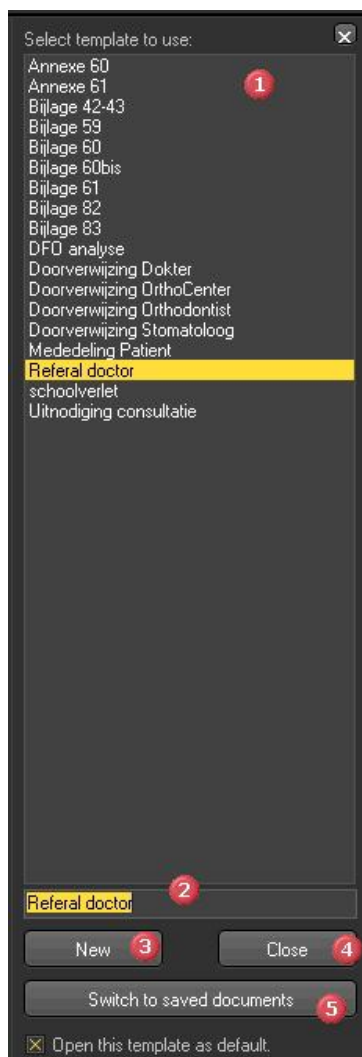 Select template to use:
Annexe 60
1
Annexe 61
Bijlage 42-43
Bijlage 59
Bijlage 60
Bijlage 60bis
Bijlage 61
Bijlage 82
Bijlage 83
DFO analyse
Doorverwijzing Dokter
Doorverwijzing OrthoCenter
Doorverwijzing Orthodontist
Doorverwijzing Stomatoloog
Mededeling Patient
Referal doctor
schoolverlet
Uitnodiging consultatie
2
Referal doctor
New 3 Close 4
Switch to saved documents 5
Open this template as default.